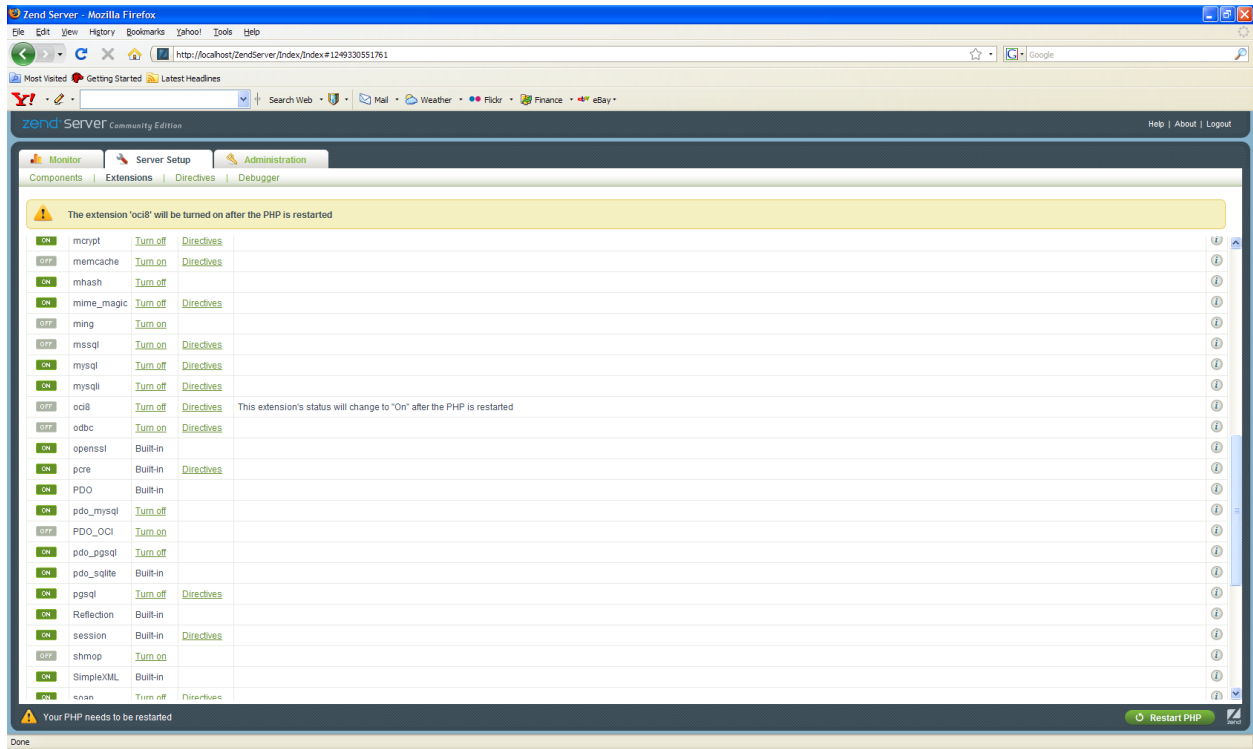 Zend Server - Mozilla Firefox
File Edit View History Bookmarks Yahoo! Tools Help
http://localhost/ZendServer/Index/Index#1249330551761
Google
Most Visited Getting Started Latest Headlines
Y! Search Web Mail Weather Flickr Finance eBay
zend Server Community Edition Help | About | Logout
Monitor Server Setup Administration
Components | Extensions | Directives | Debugger
The extension 'oci8' will be turned on after the PHP is restarted
ON mcrypt Turn off Directives
OFF memcache Turn on Directives
ON mhash Turn off
ON mime_magic Turn off Directives
OFF ming Turn on
OFF mssql Turn on Directives
ON mysql Turn off Directives
ON mysqli Turn off Directives
OFF oci8 Turn off Directives This extension's status will change to "On" after the PHP is restarted
OFF odbc Turn on Directives
ON openssl Built-in
ON pcre Built-in Directives
ON PDO Built-in
ON pdo_mysql Turn off
OFF PDO_OCI Turn on
ON pdo_pgsql Turn off
ON pdo_sqlite Built-in
ON pgsql Turn off Directives
ON Reflection Built-in
ON session Built-in Directives
OFF shmop Turn on
ON SimpleXML Built-in
ON soap Turn off Directives
Your PHP needs to be restarted Restart PHP zend
Done